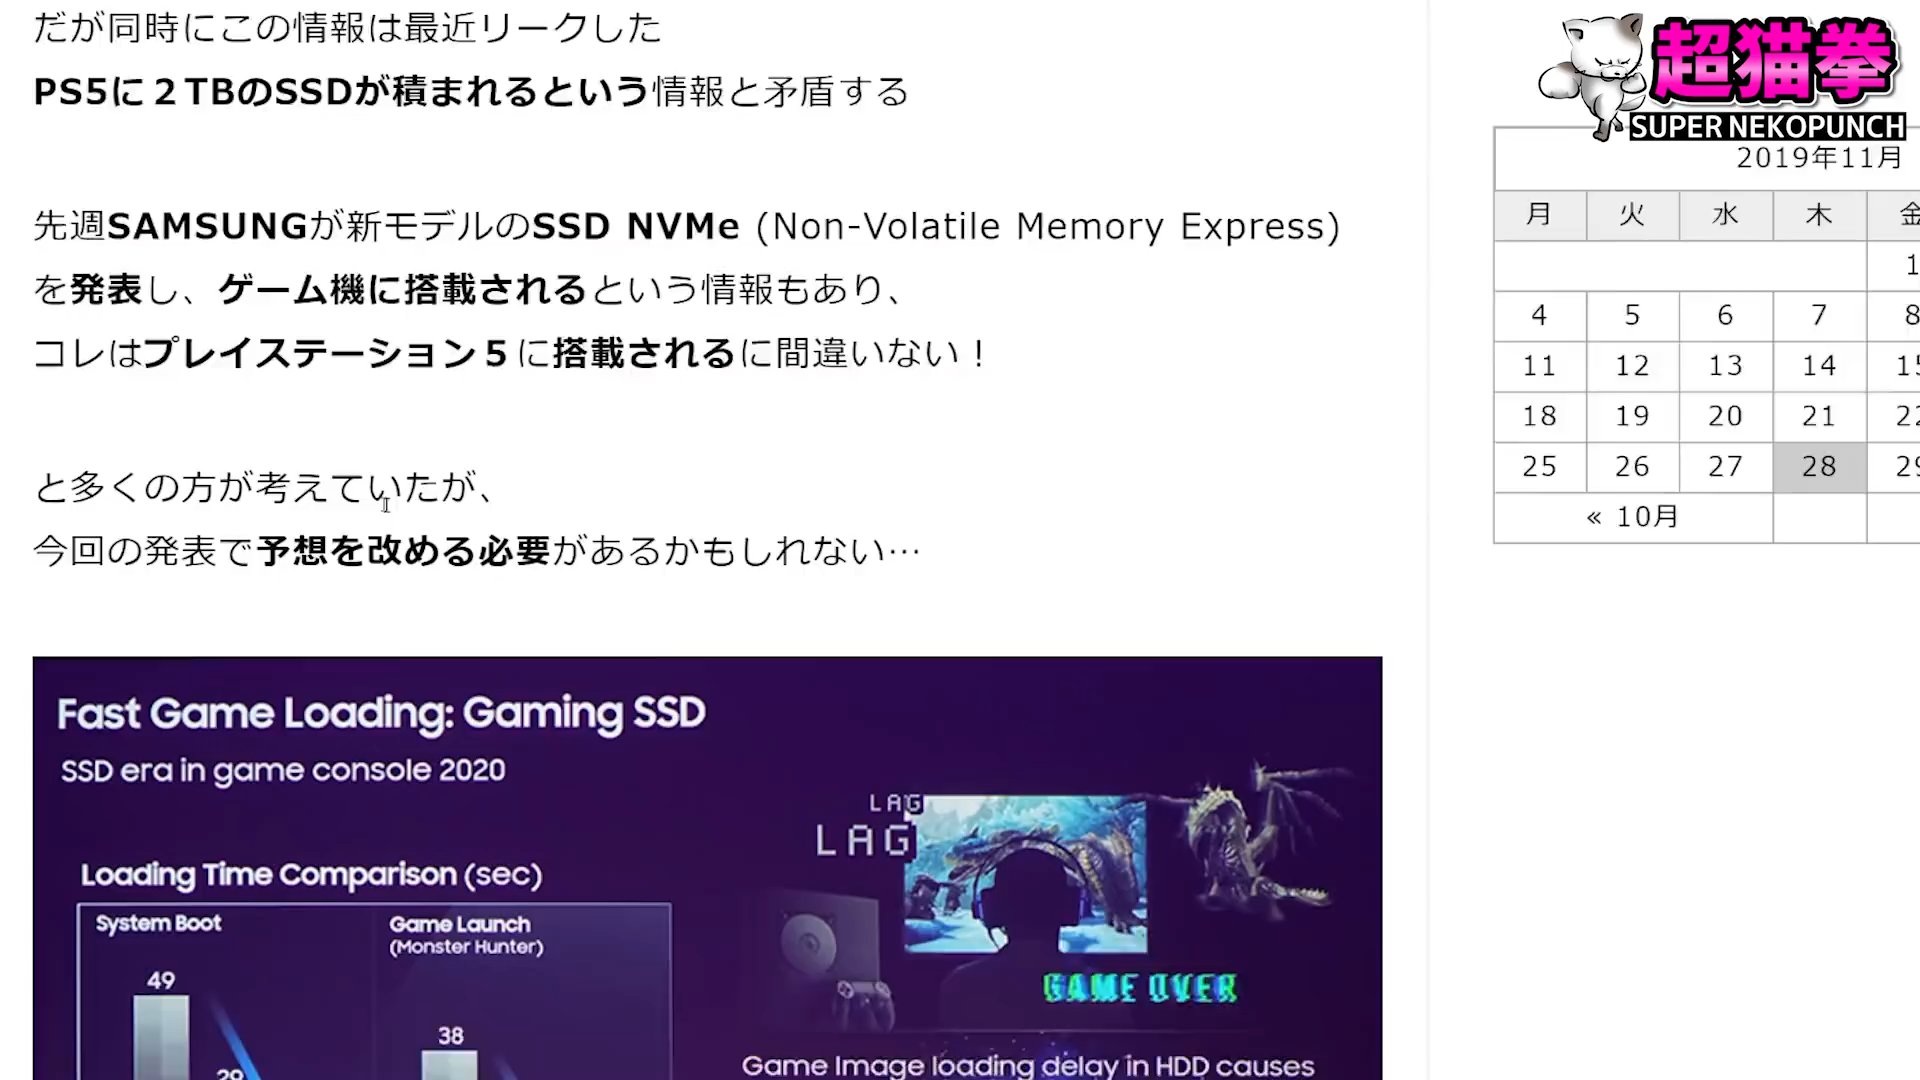 だが同時にこの情報は最近リークした
PS5に２TBのSSDが積まれるという情報と矛盾する
先週SAMSUNGが新モデルのSSD NVMe (Non-Volatile Memory Express)
を発表し、ゲーム機に搭載されるという情報もあり、
コレはプレイステーション５に搭載されるに間違いない！
と多くの方が考えていたが、
今回の発表で予想を改める必要があるかもしれない…
Fast Game Loading: Gaming SSD
SSD era in game console 2020
Loading Time Comparison (sec)
System Boot
49
29
Game Launch
(Monster Hunter)
38
LAG
LAG
GAME OVER
Game Image loading delay in HDD causes
超猫拳
SUPER NEKOPUNCH
2019年11月
月 火 水 木 金
1
4 5 6 7 8
11 12 13 14 15
18 19 20 21 22
25 26 27 28 29
« 10月